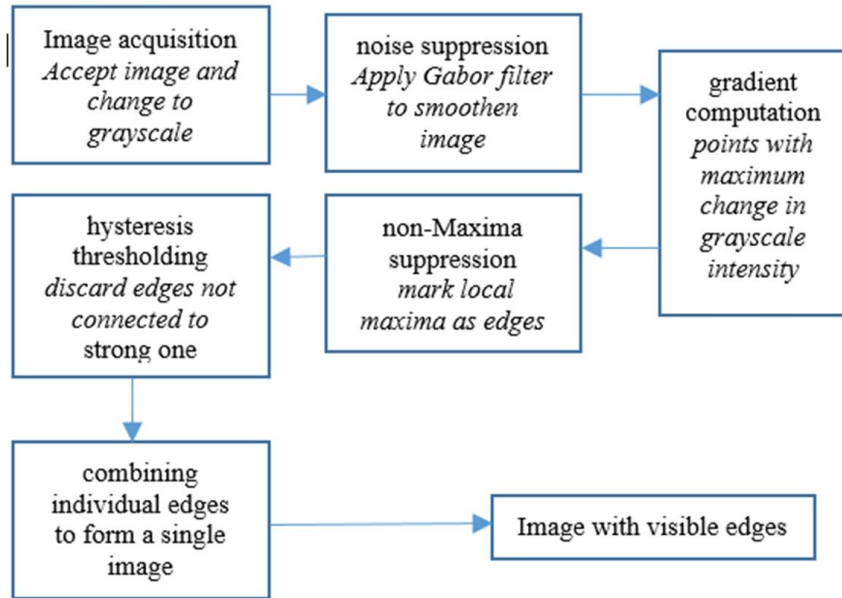 Image acquisition
Accept image and
change to
grayscale
noise suppression
Apply Gabor filter
to smoothen
image
gradient
computation
points with
maximum
change in
grayscale
intensity
non-Maxima
suppression
mark local
maxima as edges
hysteresis
thresholding
discard edges not
connected to
strong one
combining
individual edges
to form a single
image
Image with visible edges